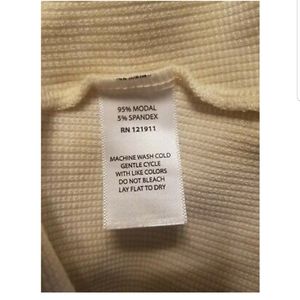 95% MODAL
5% SPANDEX
RN 121911
MACHINE WASH COLD
GENTLE CYCLE
WITH LIKE COLORS
DO NOT BLEACH
LAY FLAT TO DRY